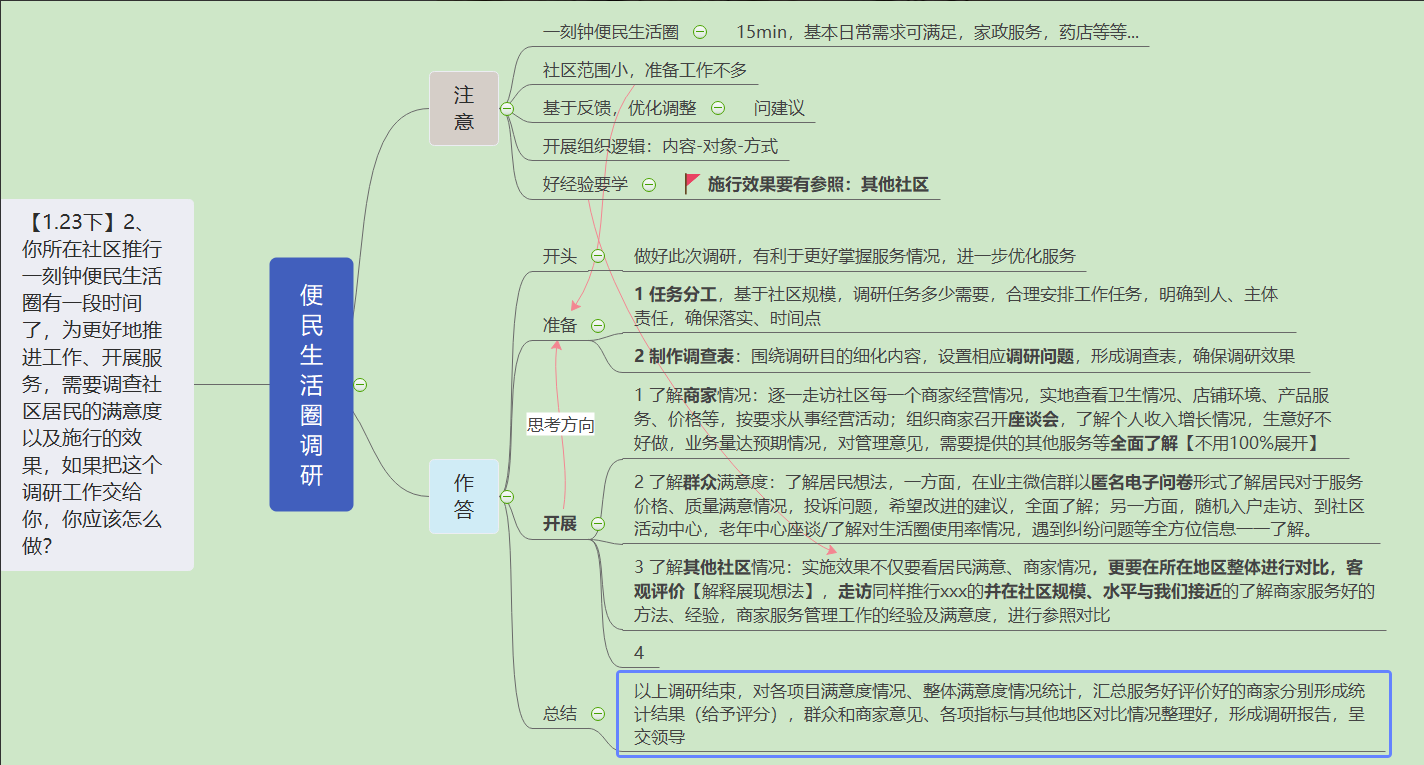 【1.23下】2、
你所在社区推行
一刻钟便民生活
圈有一段时间
了，为更好地推
进工作、开展服
务，需要调查社
区居民的满意度
以及施行的效
果，如果把这个
调研工作交给
你，你应该怎么
做?
便
民
生
活
圈
调
研
注
意
一刻钟便民生活圈
15min，基本日常需求可满足，家政服务，药店等等...
社区范围小，准备工作不多
基于反馈，优化调整
问建议
开展组织逻辑：内容-对象-方式
好经验要学
施行效果要有参照：其他社区
作
答
开头
做好此次调研，有利于更好掌握服务情况，进一步优化服务
准备
1 任务分工，基于社区规模，调研任务多少需要，合理安排工作任务，明确到人、主体
责任，确保落实、时间点
2 制作调查表：围绕调研目的细化内容，设置相应调研问题，形成调查表，确保调研效果
思考方向
开展
1 了解商家情况：逐一走访社区每一个商家经营情况，实地查看卫生情况、店铺环境、产品服
务、价格等，按要求从事经营活动；组织商家召开座谈会，了解个人收入增长情况，生意好不
好做，业务量达预期情况，对管理意见，需要提供的其他服务等全面了解【不用100%展开】
2 了解群众满意度：了解居民想法，一方面，在业主微信群以匿名电子问卷形式了解居民对于服务
价格、质量满意情况，投诉问题，希望改进的建议，全面了解；另一方面，随机入户走访、到社区
活动中心，老年中心座谈/了解对生活圈使用率情况，遇到纠纷问题等全方位信息一一了解。
3 了解其他社区情况：实施效果不仅要看居民满意、商家情况，更要在所在地区整体进行对比，客
观评价【解释展现想法】，走访同样推行xxx的并在社区规模、水平与我们接近的了解商家服务好的
方法、经验，商家服务管理工作的经验及满意度，进行参照对比
4
总结
以上调研结束，对各项目满意度情况、整体满意度情况统计，汇总服务好评价好的商家分别形成统
计结果（给予评分），群众和商家意见、各项指标与其他地区对比情况整理好，形成调研报告，呈
交领导